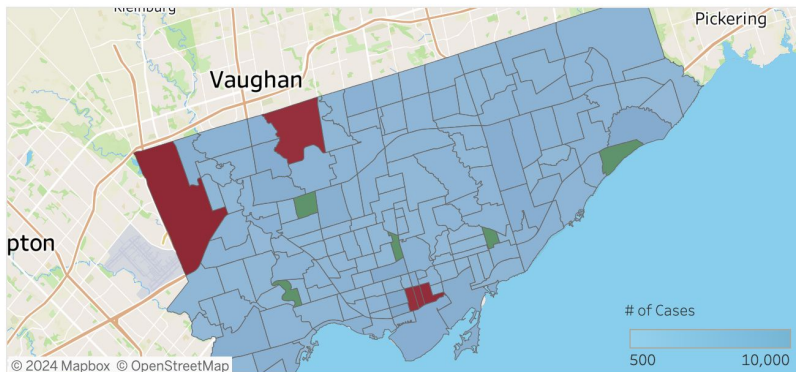 Kleinburg
Pickering
Vaughan
pton
# of Cases
500 10,000
© 2024 Mapbox © OpenStreetMap